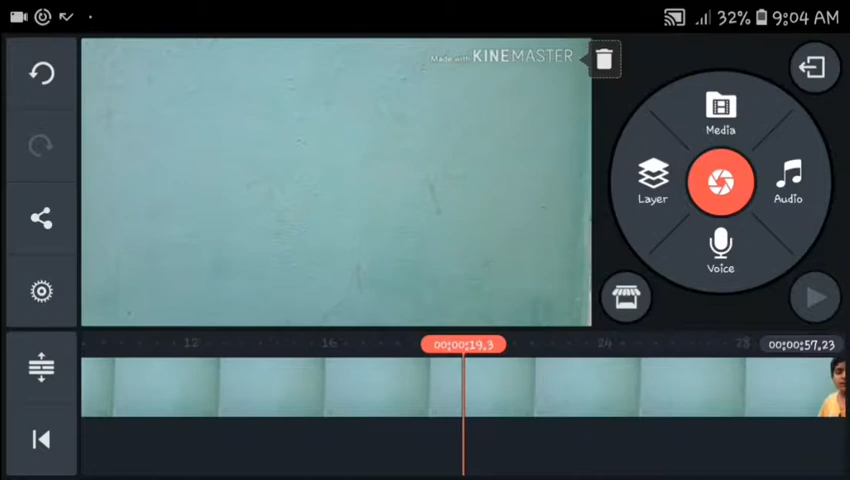 32% 9:04 AM
Made with KINEMASTER
Media
Layer
Audio
Voice
12
16
00:00:19.3
24
28
00:00:57.23